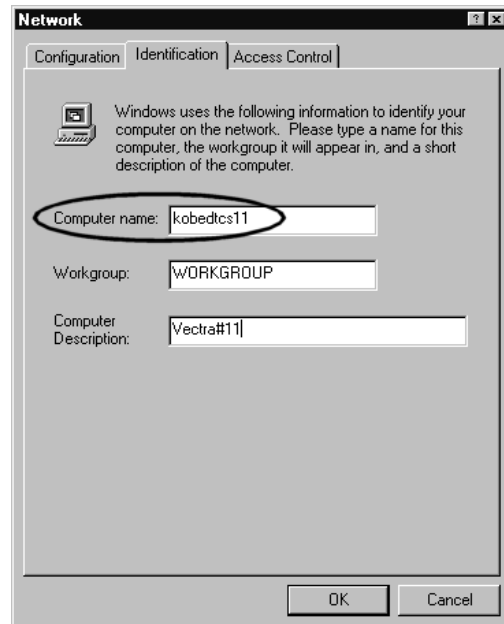 Network
Configuration Identification Access Control
Windows uses the following information to identify your
computer on the network. Please type a name for this
computer, the workgroup it will appear in, and a short
description of the computer.
Computer name: kobedtcs11
Workgroup: WORKGROUP
Computer
Description: Vectra#11
OK Cancel